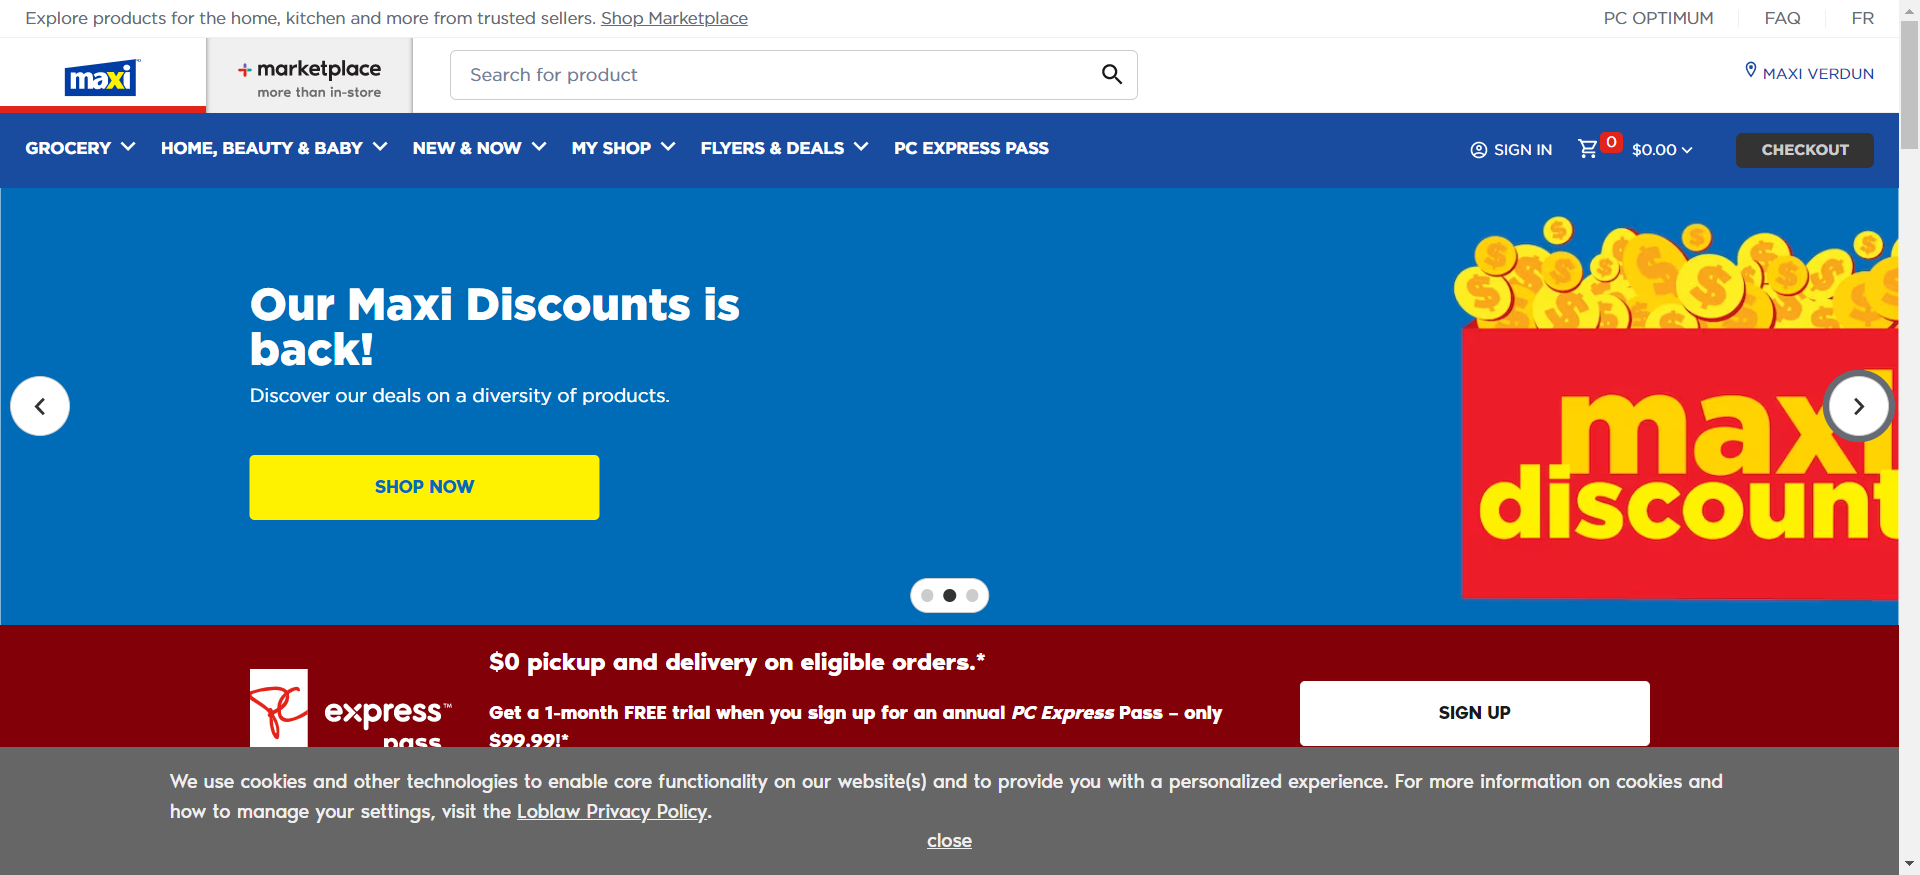 Explore products for the home, kitchen and more from trusted sellers. Shop Marketplace
PC OPTIMUM
FAQ
FR
maxi
marketplace
more than in-store
Search for product
MAXI VERDUN
GROCERY
HOME, BEAUTY & BABY
NEW & NOW
MY SHOP
FLYERS & DEALS
PC EXPRESS PASS
SIGN IN
0
$0.00
CHECKOUT
Our Maxi Discounts is
back!
Discover our deals on a diversity of products.
SHOP NOW
maxi
discount
$0 pickup and delivery on eligible orders.*
PC express™
pass
Get a 1-month FREE trial when you sign up for an annual PC Express Pass – only
$99.99!*
SIGN UP
We use cookies and other technologies to enable core functionality on our website(s) and to provide you with a personalized experience. For more information on cookies and
how to manage your settings, visit the Loblaw Privacy Policy.
close